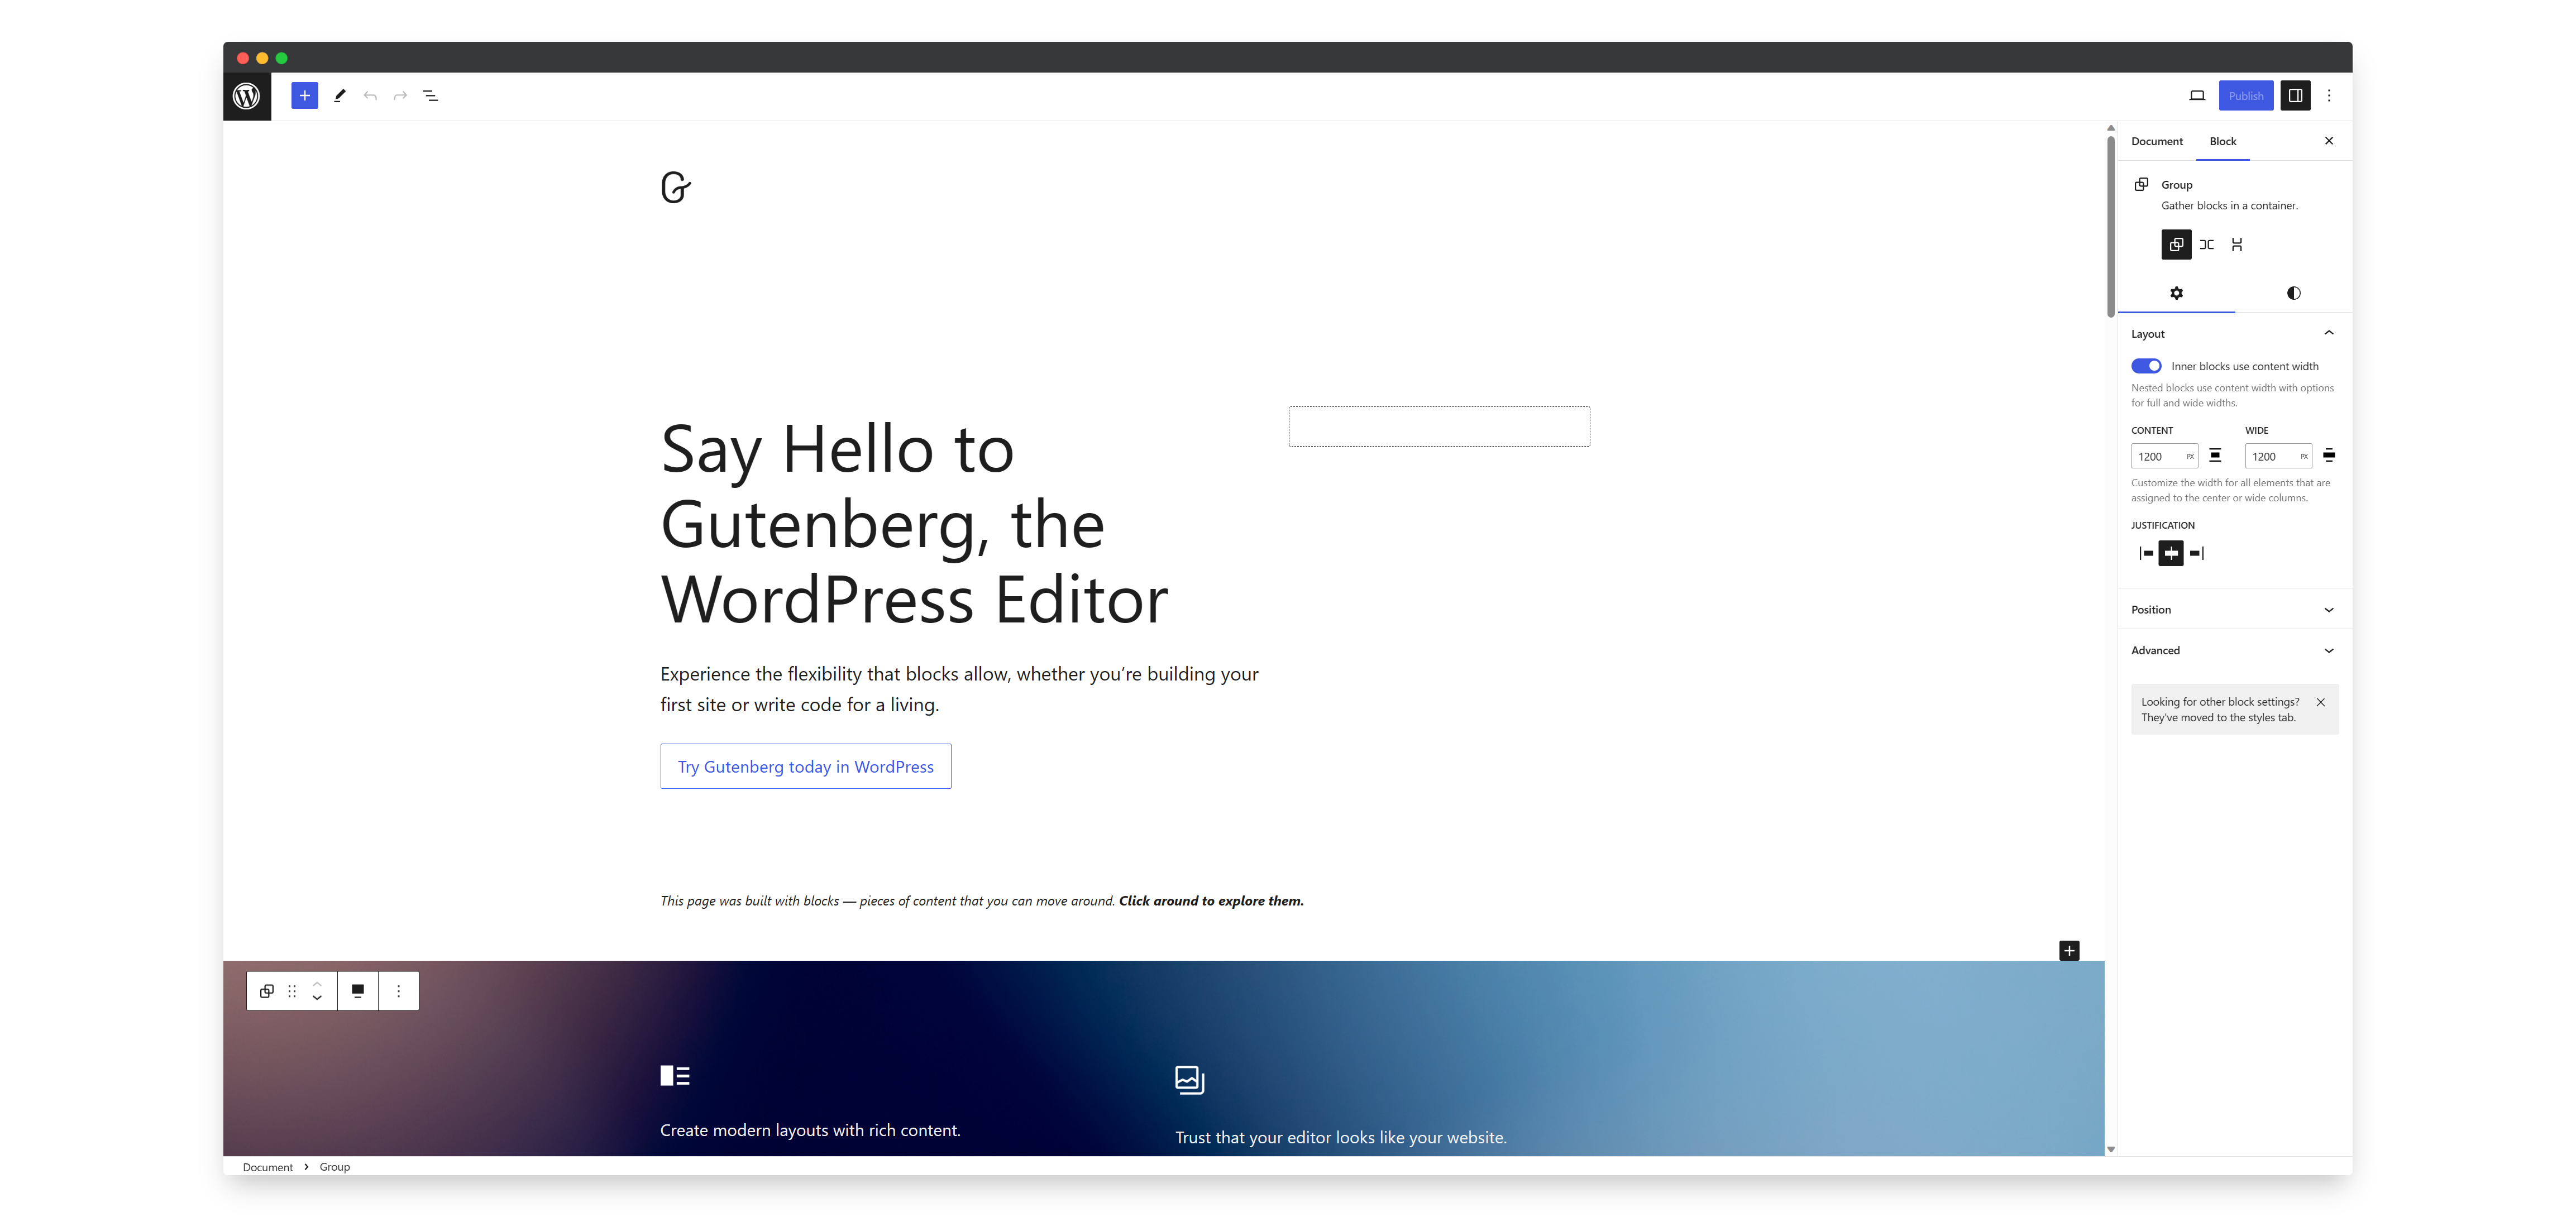 Publish
Document Block
Group
Gather blocks in a container.
Layout
Inner blocks use content width
Nested blocks use content width with options
for full and wide widths.
CONTENT WIDE
1200 PX 1200 PX
Customize the width for all elements that are
assigned to the center or wide columns.
JUSTIFICATION
Position
Advanced
Looking for other block settings?
They've moved to the styles tab.
G
Say Hello to
Gutenberg, the
WordPress Editor
Experience the flexibility that blocks allow, whether you’re building your
first site or write code for a living.
Try Gutenberg today in WordPress
This page was built with blocks — pieces of content that you can move around. Click around to explore them.
Create modern layouts with rich content.
Trust that your editor looks like your website.
Document › Group